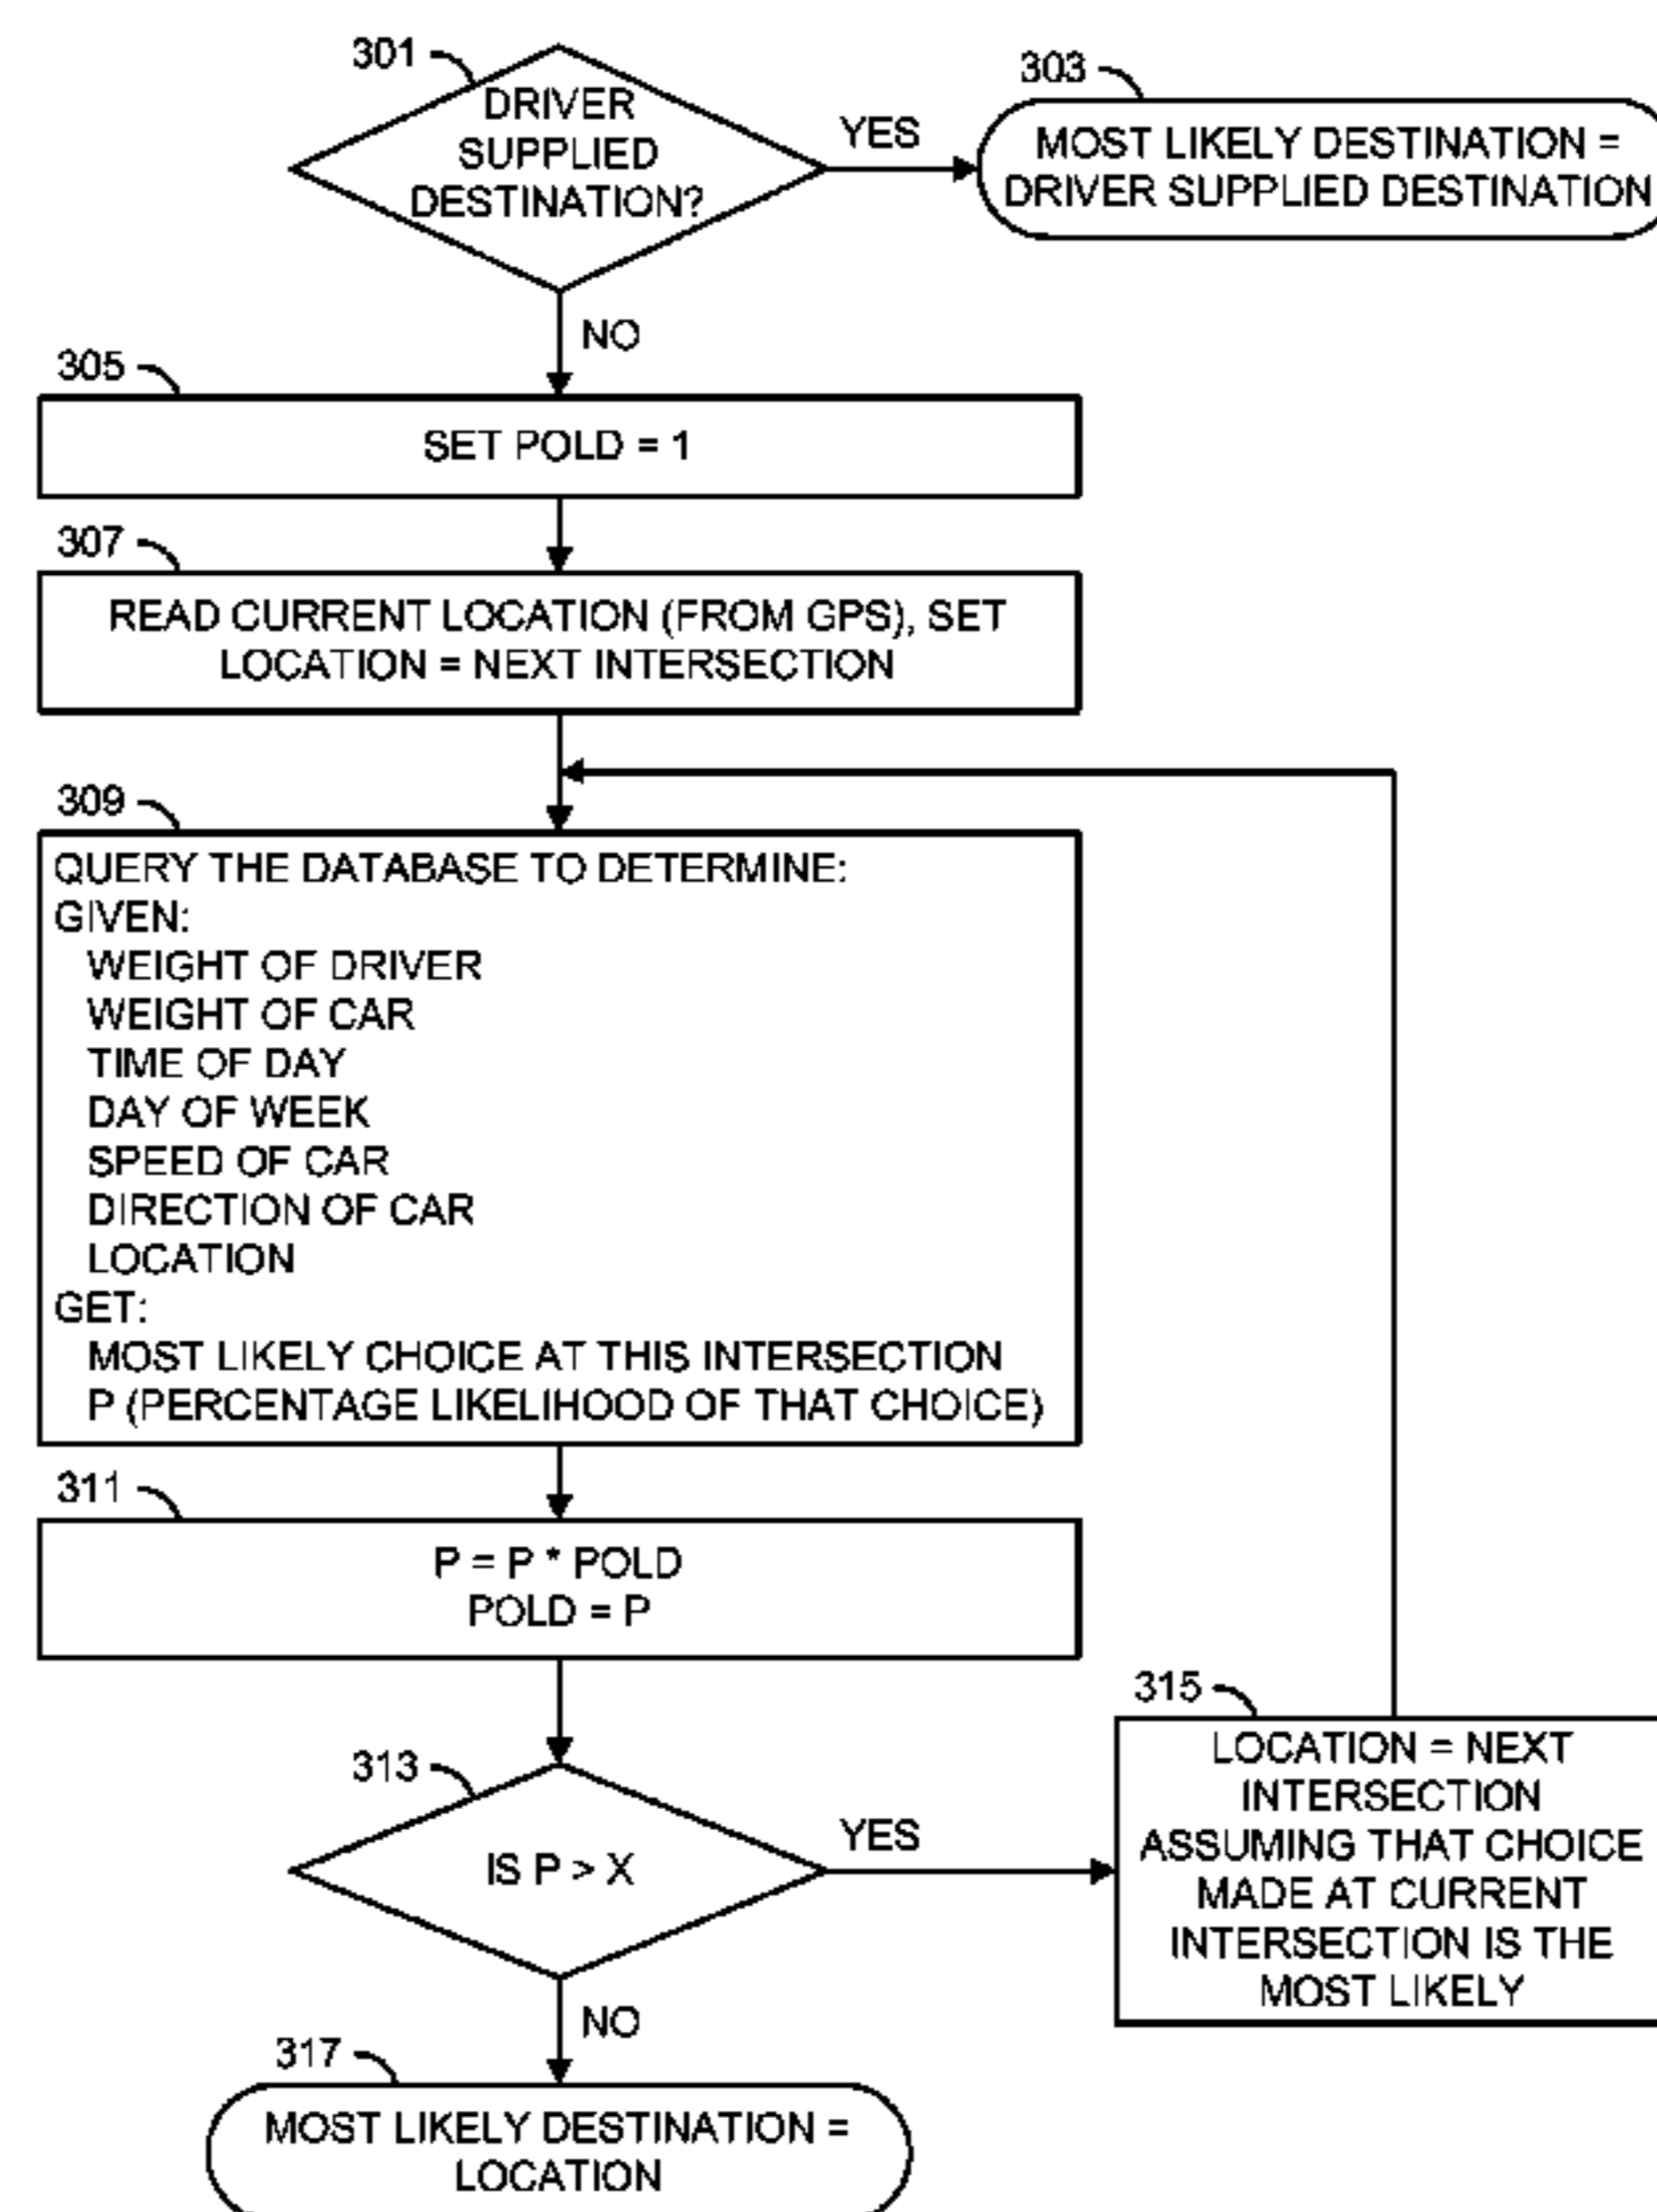 301
DRIVER
SUPPLIED
DESTINATION?
YES
303
MOST LIKELY DESTINATION =
DRIVER SUPPLIED DESTINATION
NO
305
SET POLD = 1
307
READ CURRENT LOCATION (FROM GPS), SET
LOCATION = NEXT INTERSECTION
309
QUERY THE DATABASE TO DETERMINE:
GIVEN:
WEIGHT OF DRIVER
WEIGHT OF CAR
TIME OF DAY
DAY OF WEEK
SPEED OF CAR
DIRECTION OF CAR
LOCATION
GET:
MOST LIKELY CHOICE AT THIS INTERSECTION
P (PERCENTAGE LIKELIHOOD OF THAT CHOICE)
311
P = P * POLD
POLD = P
313
IS P > X
YES
315
LOCATION = NEXT
INTERSECTION
ASSUMING THAT CHOICE
MADE AT CURRENT
INTERSECTION IS THE
MOST LIKELY
NO
317
MOST LIKELY DESTINATION =
LOCATION